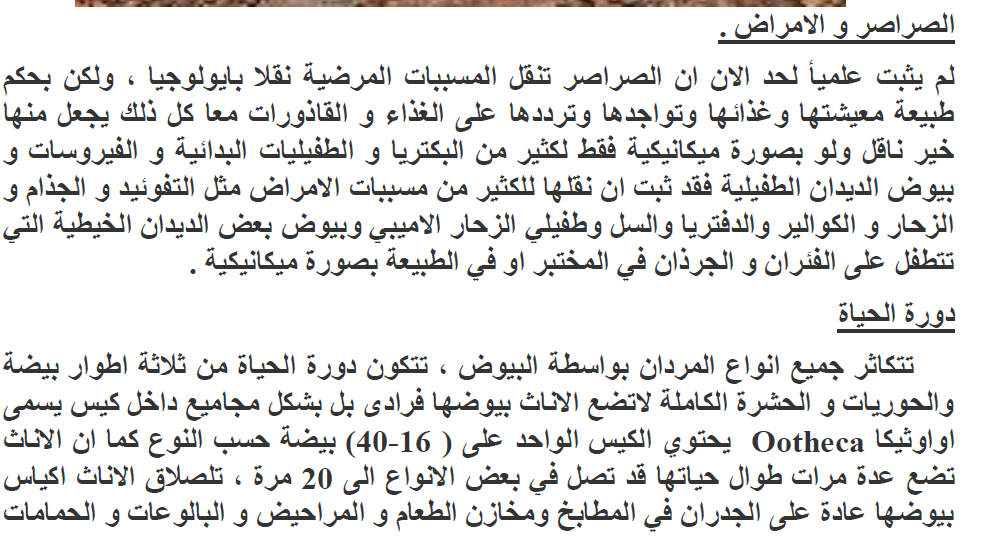 الصراصر و الامراض .
لم يثبت علميأ لحد الان ان الصراصر تنقل المسببات المرضية نقلا بايولوجيا ، ولكن بحكم
طبيعة معيشتها وغذائها وتواجدها وترددها على الغذاء و القاذورات معا كل ذلك يجعل منها
خير ناقل ولو بصورة ميكانيكية فقط لكثير من البكتريا و الطفيليات البدائية و الفيروسات و
بيوض الديدان الطفيلية فقد ثبت ان نقلها للكثير من مسببات الامراض مثل التفوئيد و الجذام و
الزحار و الكوالير والدفتريا والسل وطفيلي الزحار الاميبي وبيوض بعض الديدان الخيطية التي
تتطفل على الفئران و الجرذان في المختبر او في الطبيعة بصورة ميكانيكية .
دورة الحياة
تتكاثر جميع انواع المردان بواسطة البيوض ، تتكون دورة الحياة من ثلاثة اطوار بيضة
والحوريات و الحشرة الكاملة لاتضع الاناث بيوضها فرادى بل بشكل مجاميع داخل كيس يسمى
اواوثيكا Ootheca يحتوي الكيس الواحد على ( 16-40) بيضة حسب النوع كما ان الاناث
تضع عدة مرات طوال حياتها قد تصل في بعض الانواع الى 20 مرة ، تلصلاق الاناث اكياس
بيوضها عادة على الجدران في المطابخ ومخازن الطعام و المراحيض و البالوعات و الحمامات